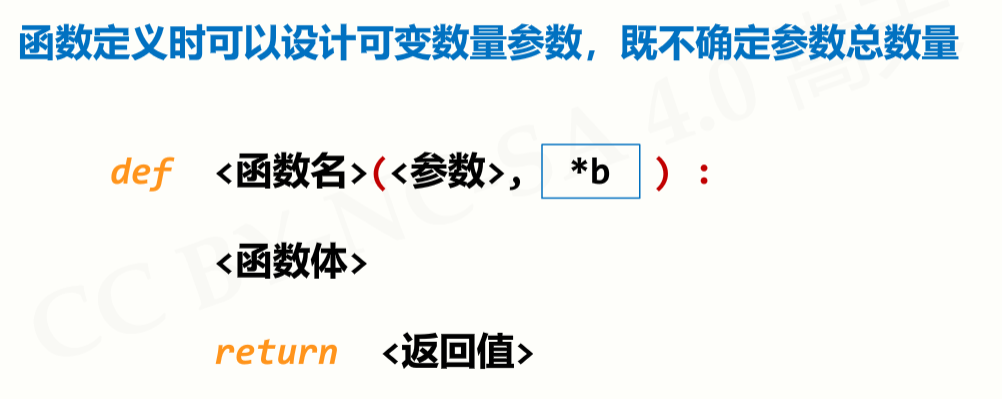 函数定义时可以设计可变数量参数，既不确定参数总数量
def <函数名>(<参数>, *b ) :
<函数体>
return <返回值>
CC BY-NC-SA 4.0 嵩天